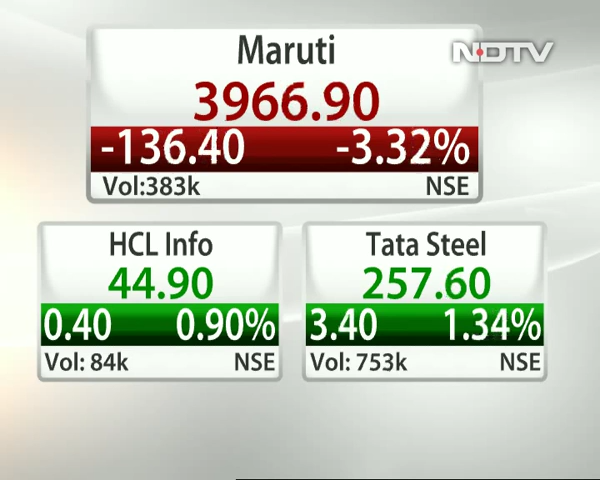 NDTV
Maruti
3966.90
-136.40 -3.32%
Vol:383k NSE
HCL Info
44.90
0.40 0.90%
Vol: 84k NSE
Tata Steel
257.60
3.40 1.34%
Vol: 753k NSE